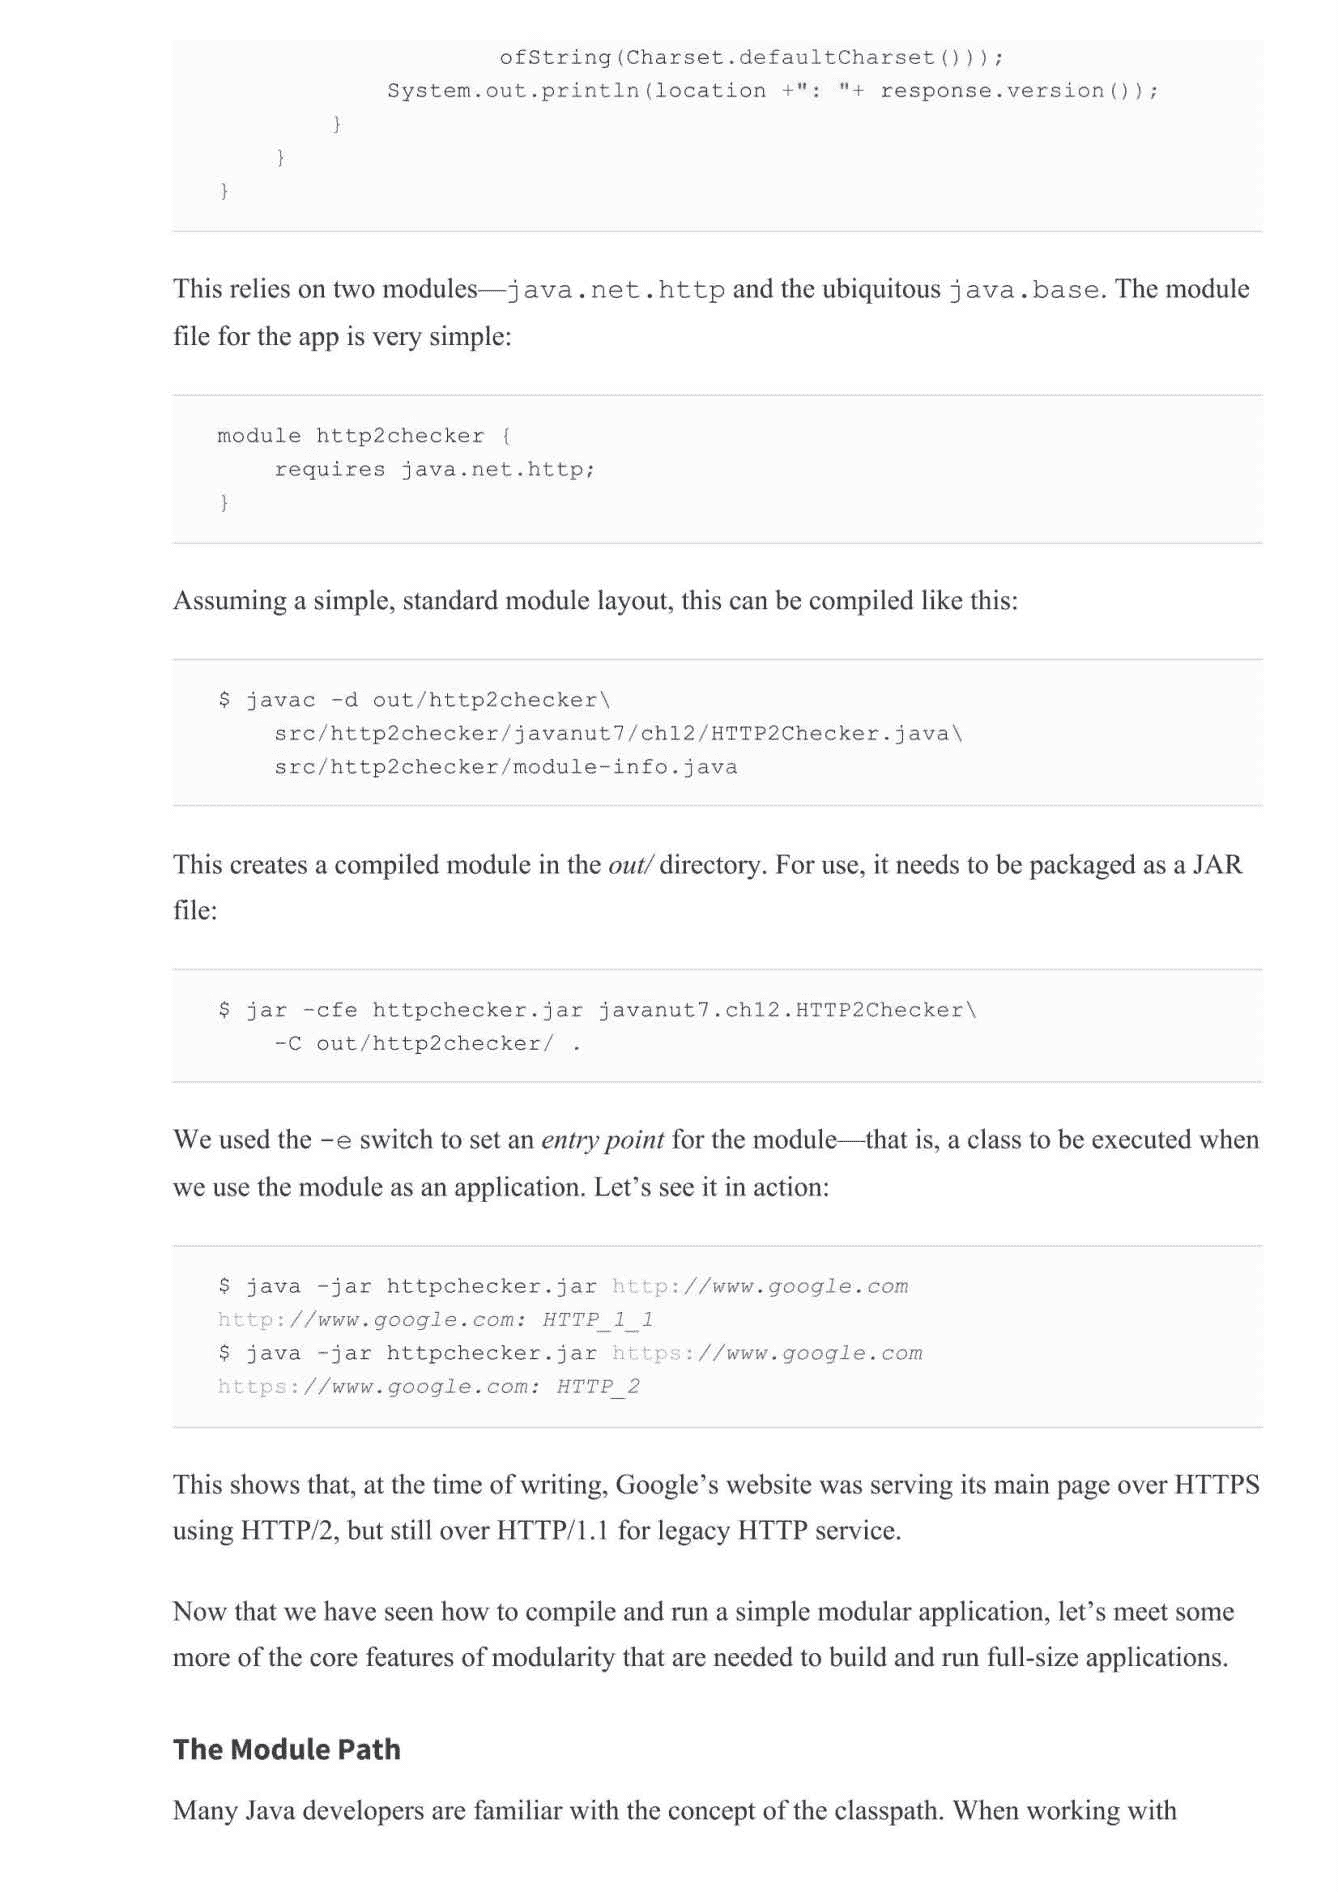 ofString(Charset.defaultCharset()));
System.out.println(location +": "+ response.version());
}
}
}
This relies on two modules—java.net.http and the ubiquitous java.base. The module
file for the app is very simple:
module http2checker {
requires java.net.http;
}
Assuming a simple, standard module layout, this can be compiled like this:
$ javac -d out/http2checker\
src/http2checker/javanut7/ch12/HTTP2Checker.java\
src/http2checker/module-info.java
This creates a compiled module in the out/ directory. For use, it needs to be packaged as a JAR
file:
$ jar -cfe httpchecker.jar javanut7.ch12.HTTP2Checker\
-C out/http2checker/ .
We used the -e switch to set an entry point for the module—that is, a class to be executed when
we use the module as an application. Let’s see it in action:
$ java -jar httpchecker.jar http://www.google.com
http://www.google.com: HTTP_1_1
$ java -jar httpchecker.jar https://www.google.com
https://www.google.com: HTTP_2
This shows that, at the time of writing, Google’s website was serving its main page over HTTPS
using HTTP/2, but still over HTTP/1.1 for legacy HTTP service.
Now that we have seen how to compile and run a simple modular application, let’s meet some
more of the core features of modularity that are needed to build and run full-size applications.
The Module Path
Many Java developers are familiar with the concept of the classpath. When working with